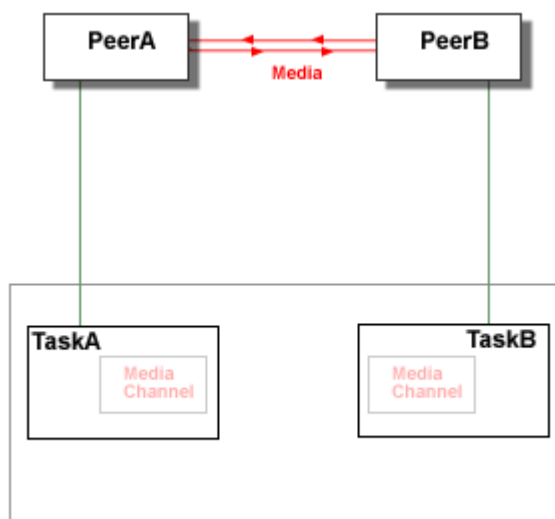 PeerA
PeerB
Media
TaskA
TaskB
Media
Channel
Media
Channel